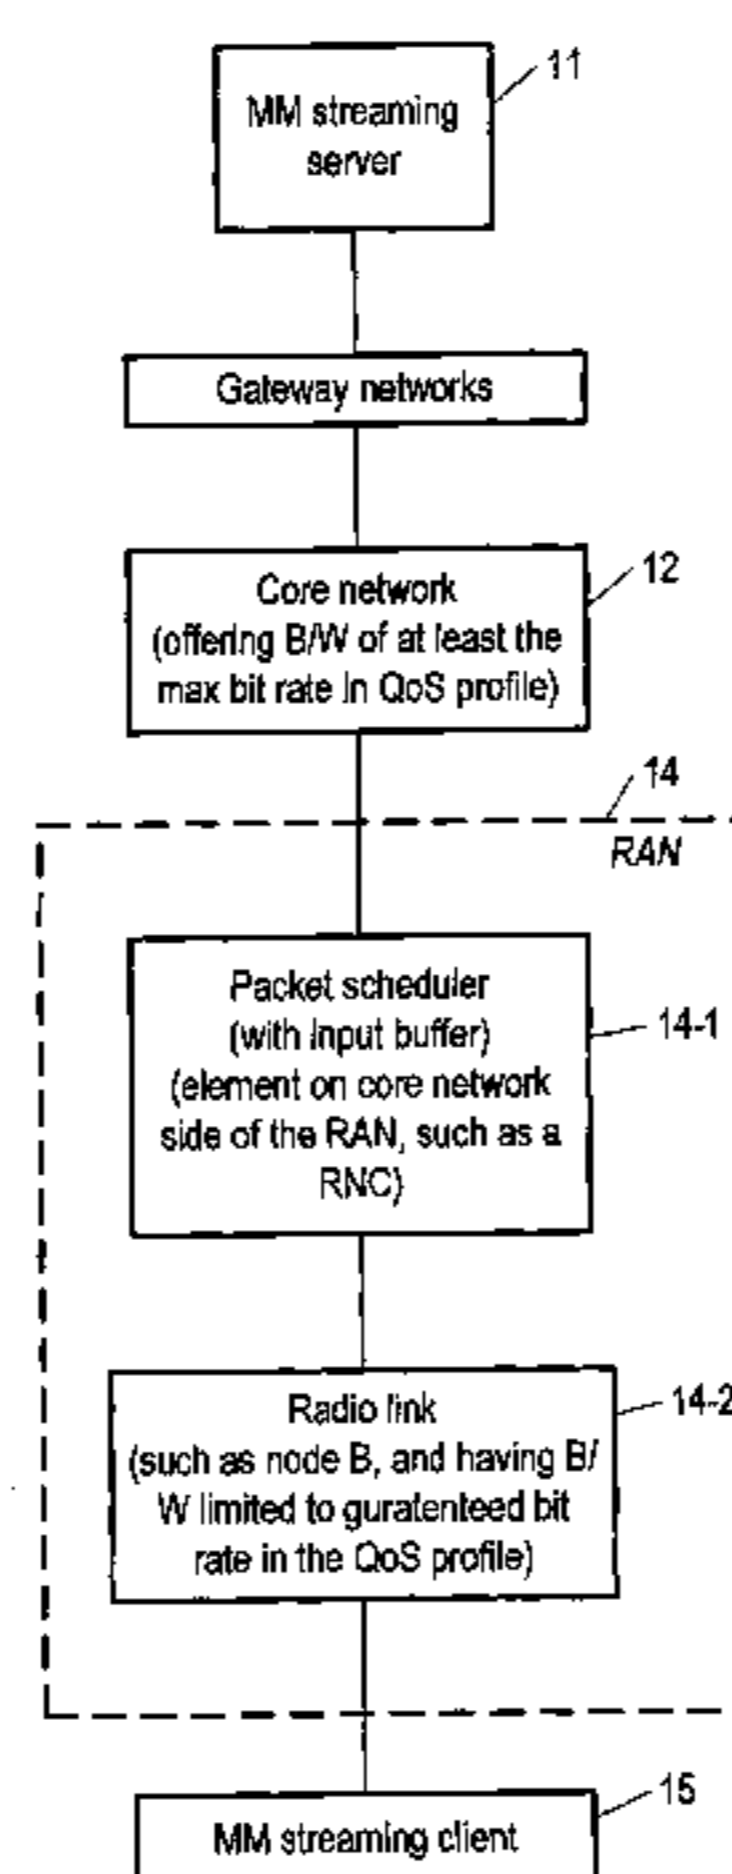 11
MM streaming
server
Gateway networks
12
Core network
(offering B/W of at least the
max bit rate in QoS profile)
14
RAN
Packet scheduler
(with input buffer)
(element on core network
side of the RAN, such as a
RNC)
14-1
Radio link
(such as node B, and having B/
W limited to guratenteed bit
rate in the QoS profile)
14-2
15
MM streaming client